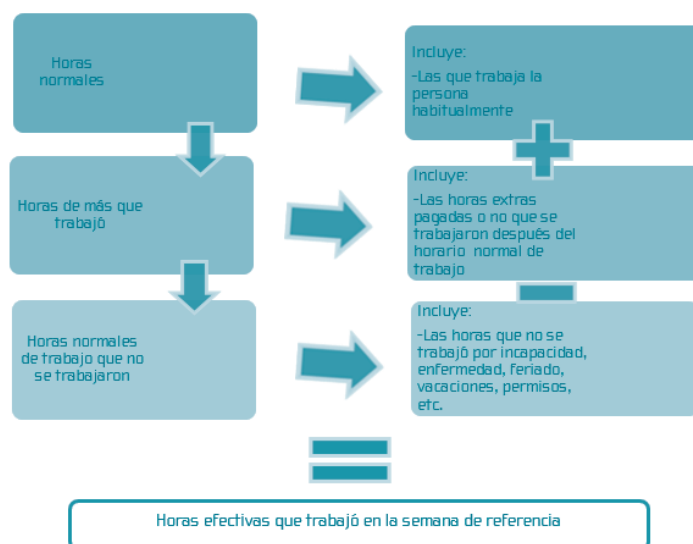 Horas
normales
Incluye:
-Las que trabaja la
persona
habitualmente
Horas de más que
trabajó
Incluye:
-Las horas extras
pagadas o no que se
trabajaron después del
horario normal de
trabajo
Horas normales
de trabajo que no
se trabajaron
Incluye:
-Las horas que no se
trabajó por incapacidad,
enfermedad, feriado,
vacaciones, permisos,
etc.
Horas efectivas que trabajó en la semana de referencia